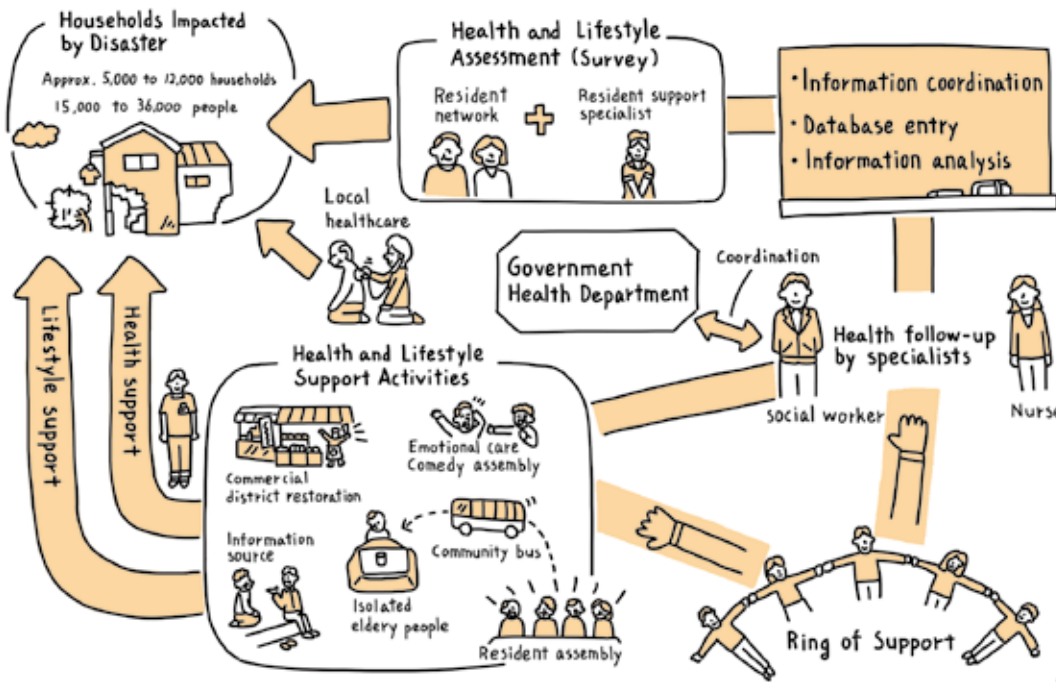 Households Impacted
by Disaster
Approx. 5,000 to 12,000 households
15,000 to 36,000 people
Health and Lifestyle
Assessment (Survey)
Resident
network
Resident support
specialist
・Information coordination
・Database entry
・Information analysis
Local
healthcare
Government
Health Department
Coordination
Health follow-up
by specialists
social worker
Nurse
Lifestyle support
Health support
Health and Lifestyle
Support Activities
Commercial
district restoration
Emotional care
Comedy assembly
Information
source
Community bus
Isolated
eldery people
Resident assembly
Ring of Support